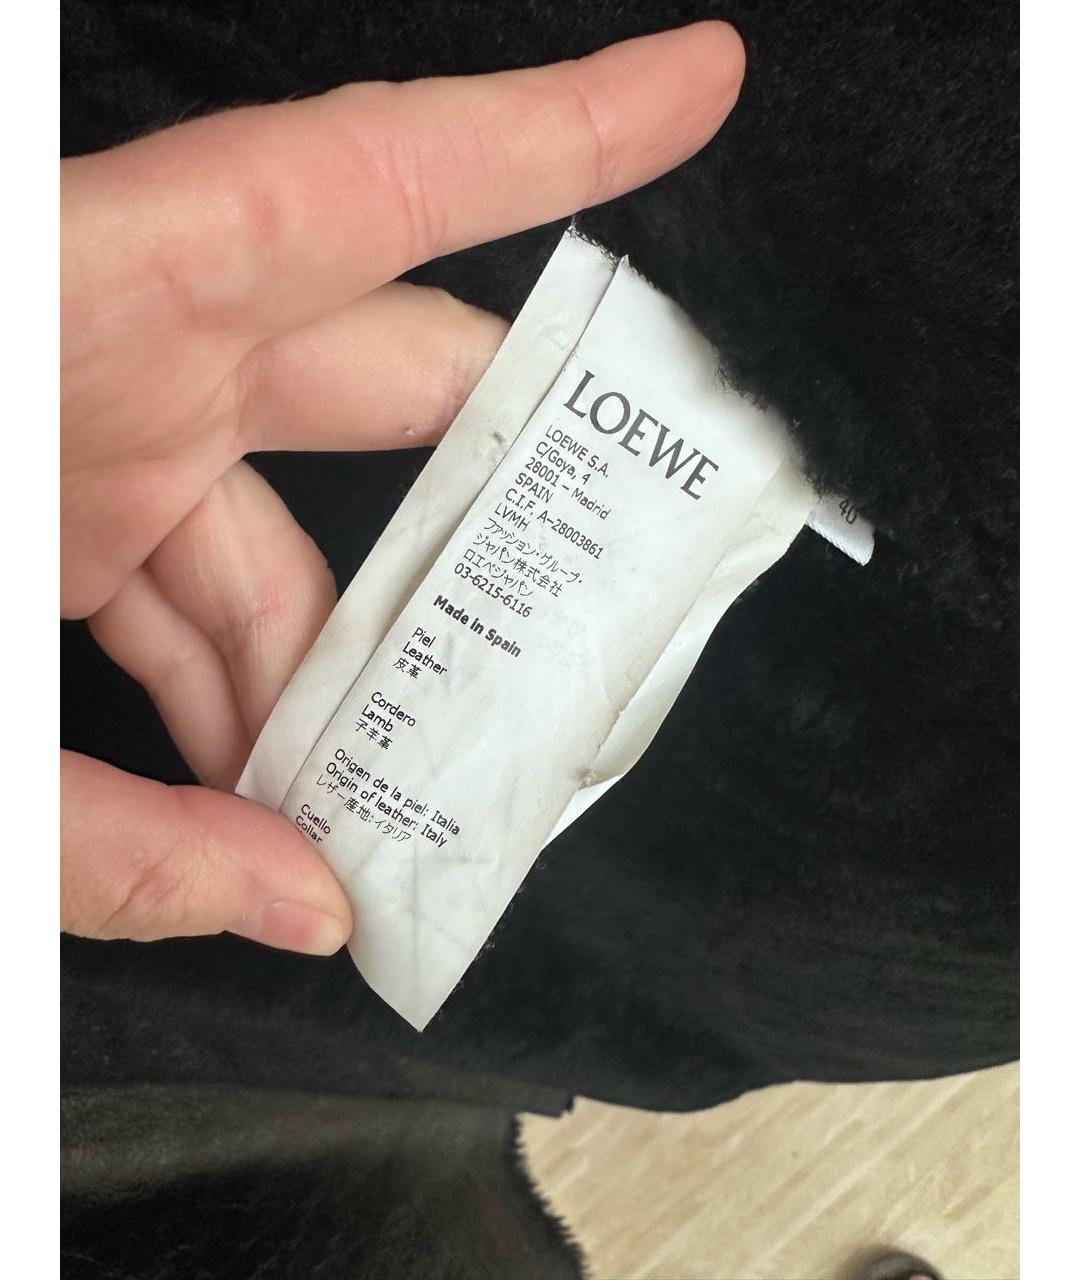 LOEWE
LOEWE S.A.
C/Goya, 4
28001 - Madrid
SPAIN
C.I.F. A-28003861
LVMH
ファッション・グループ・
ジャパン株式会社
ロエベジャパン
03-6215-6116
Made in Spain
Piel
Leather
皮革
Cordero
Lamb
子羊革
Origen de la piel: Italia
Origin of leather: Italy
レザー産地:イタリア
Cuello
Collar
40